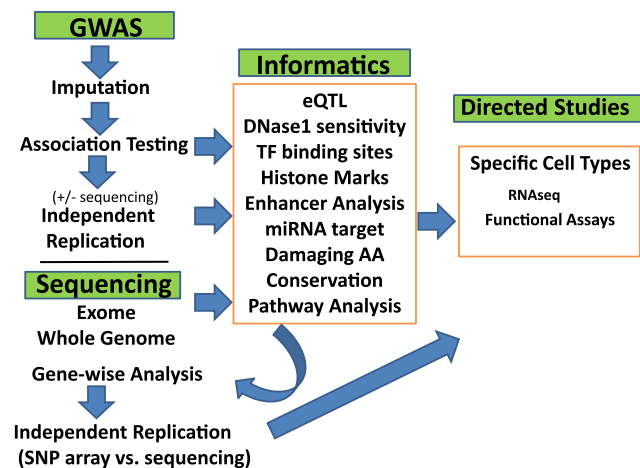 GWAS
Imputation
Association Testing
(+/- sequencing)
Independent
Replication
Sequencing
Exome
Whole Genome
Gene-wise Analysis
Independent Replication
(SNP array vs. sequencing)
Informatics
eQTL
DNase1 sensitivity
TF binding sites
Histone Marks
Enhancer Analysis
miRNA target
Damaging AA
Conservation
Pathway Analysis
Directed Studies
Specific Cell Types
RNAseq
Functional Assays